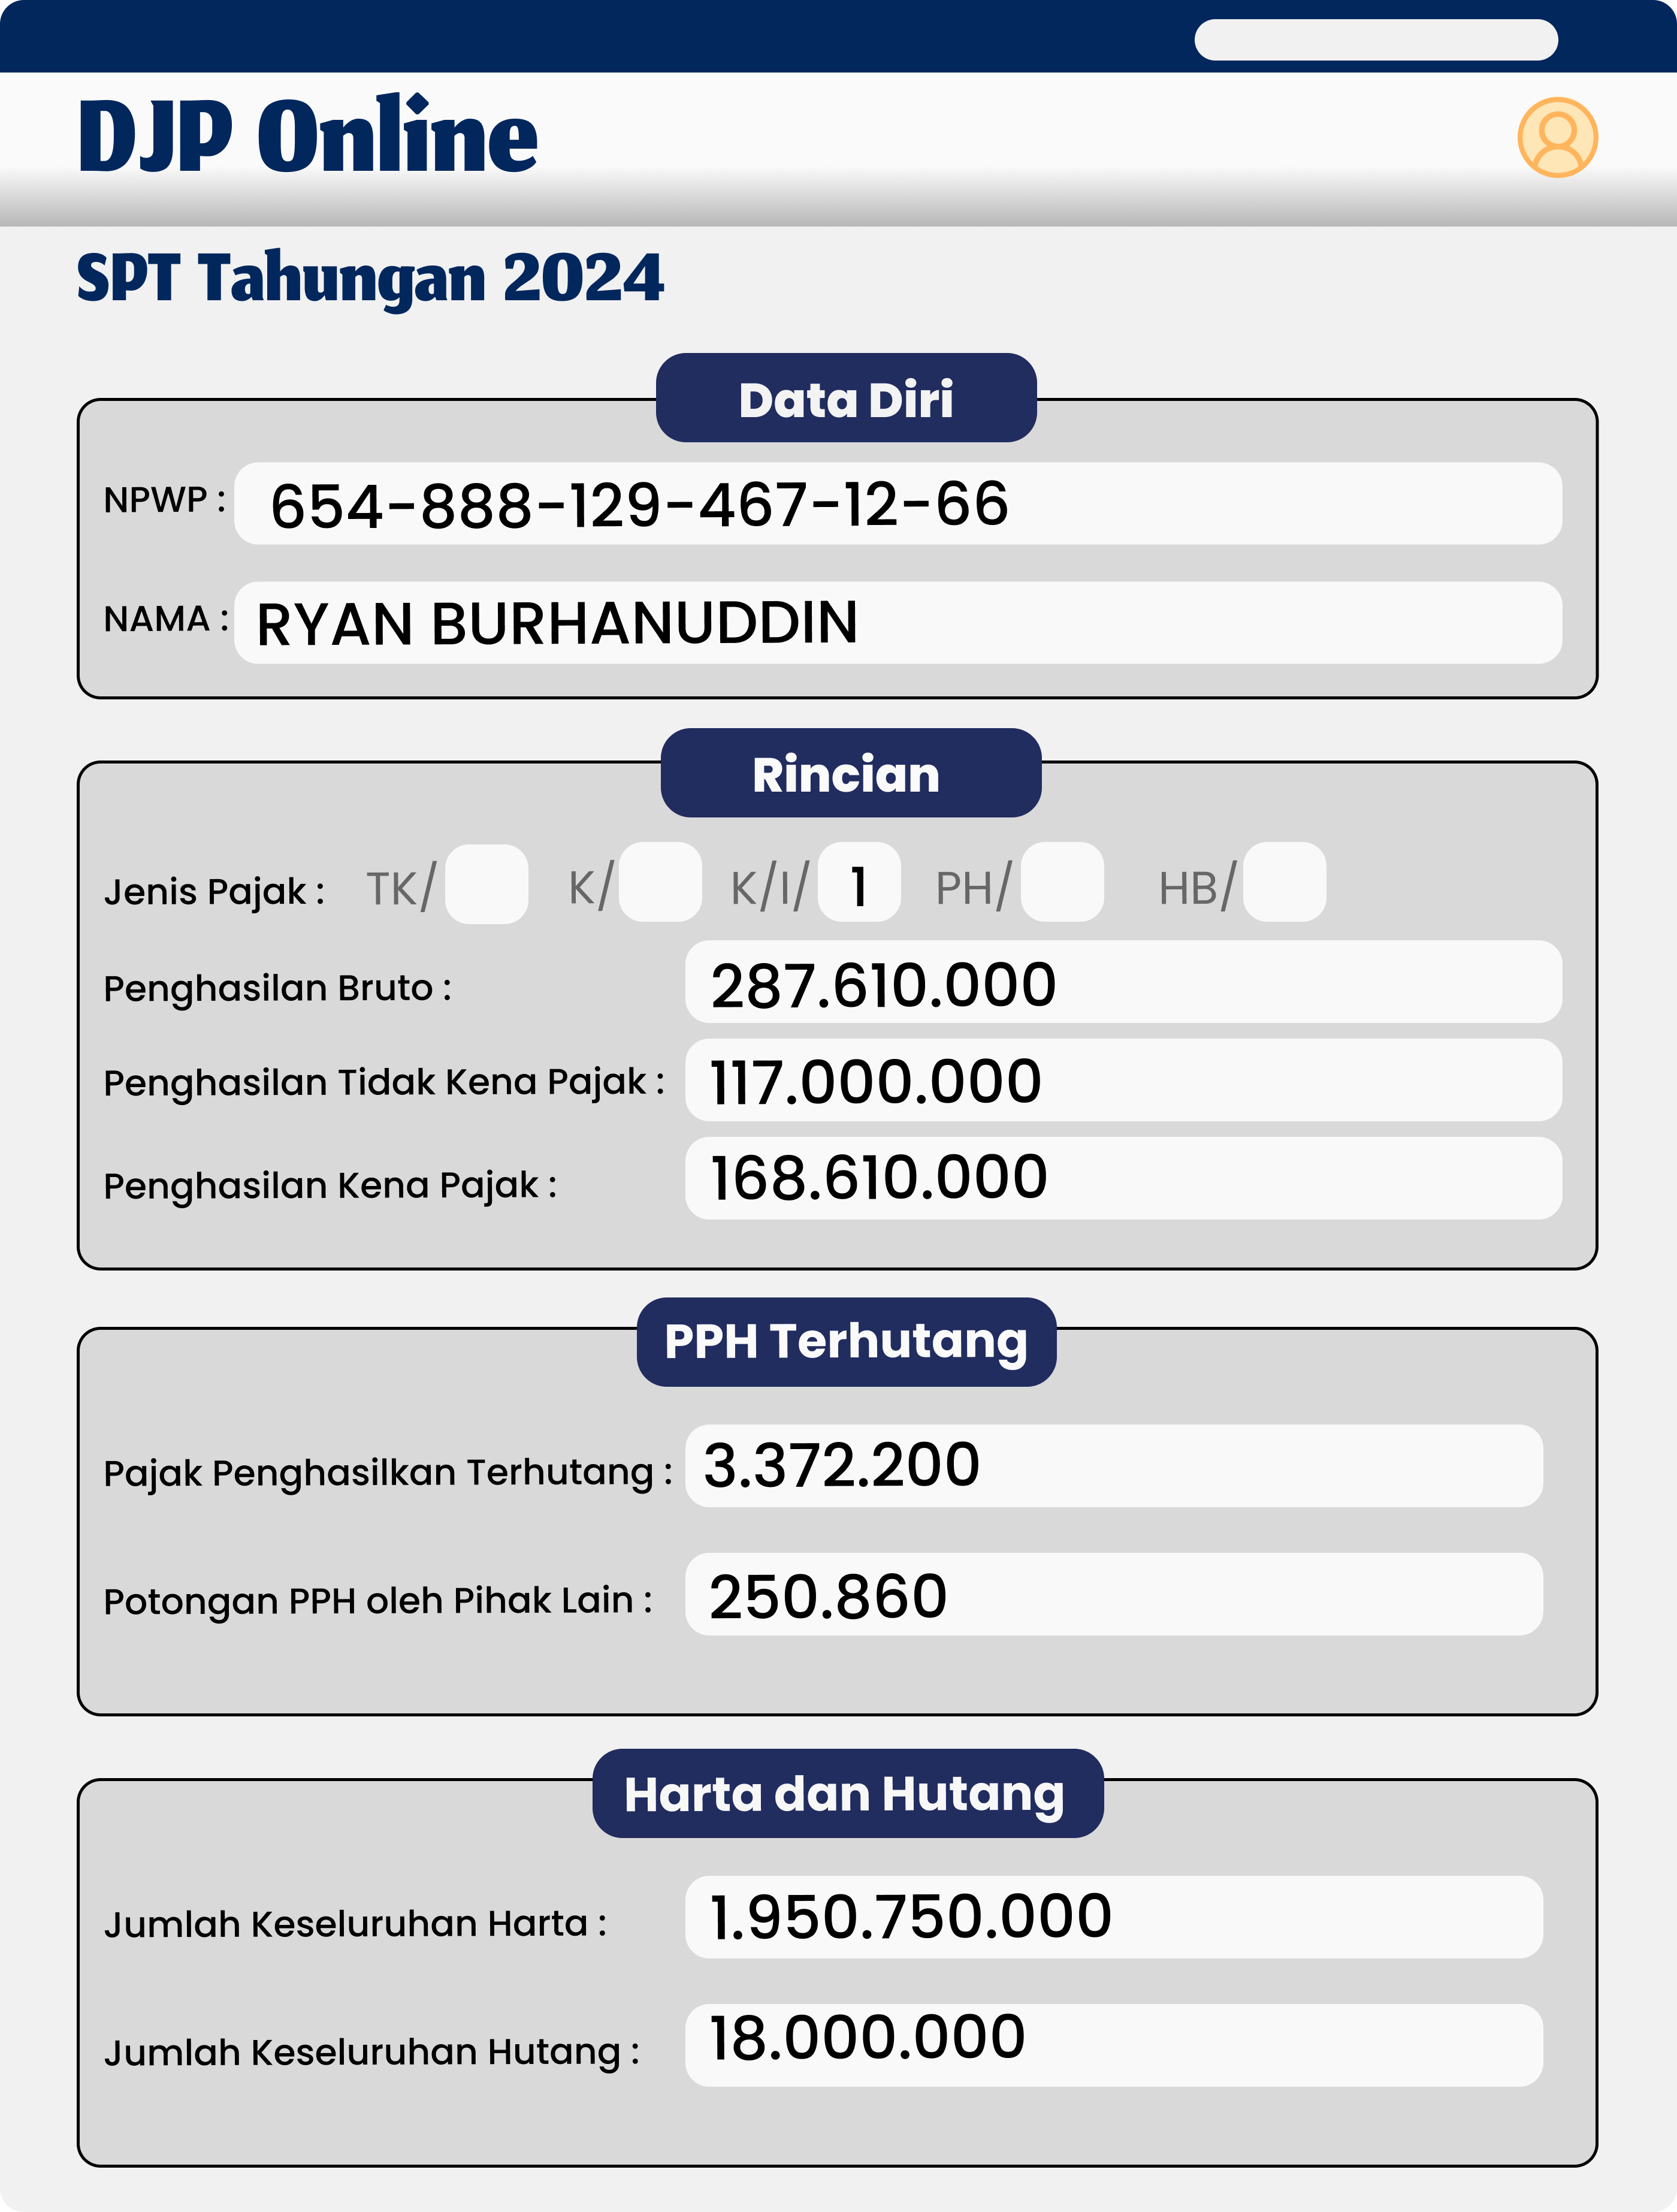 DJP Online
SPT Tahungan 2024
Data Diri
NPWP : 654-888-129-467-12-66
NAMA : RYAN BURHANUDDIN
Rincian
Jenis Pajak : TK/ K/ K/I/ 1 PH/ HB/
Penghasilan Bruto : 287.610.000
Penghasilan Tidak Kena Pajak : 117.000.000
Penghasilan Kena Pajak : 168.610.000
PPH Terhutang
Pajak Penghasilkan Terhutang : 3.372.200
Potongan PPH oleh Pihak Lain : 250.860
Harta dan Hutang
Jumlah Keseluruhan Harta : 1.950.750.000
Jumlah Keseluruhan Hutang : 18.000.000